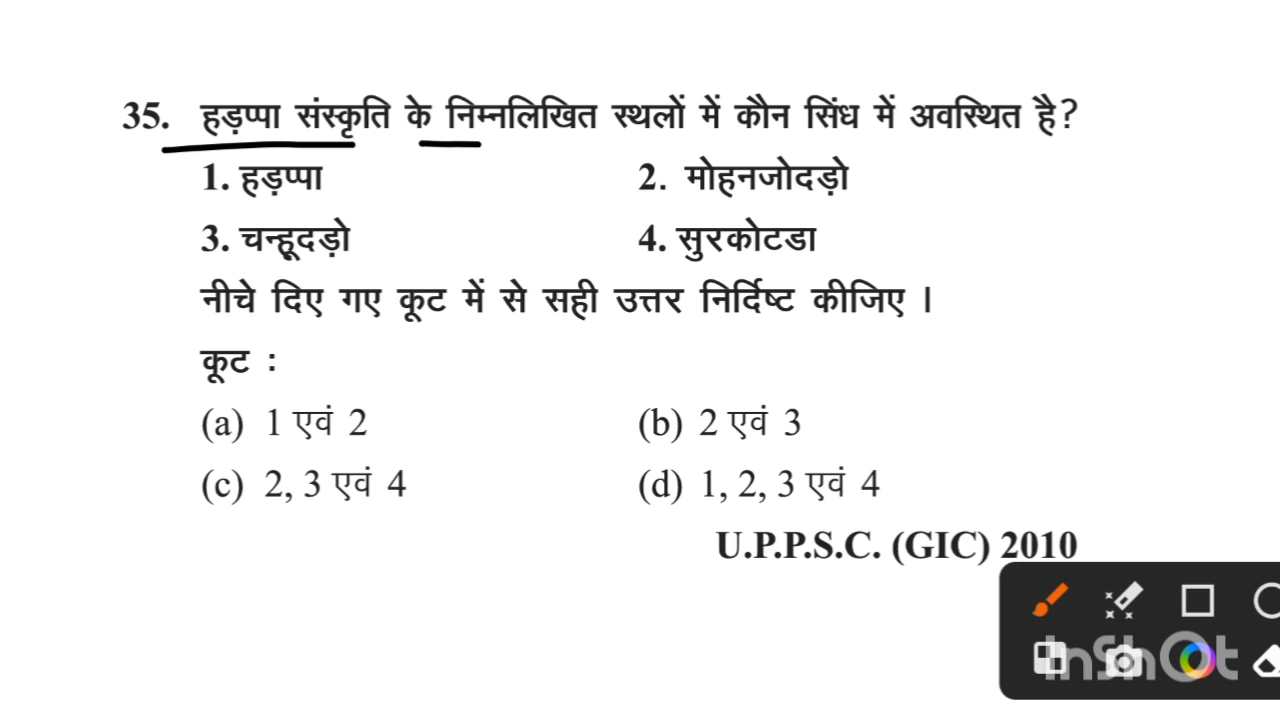 35. हड़प्पा संस्कृति के निम्नलिखित स्थलों में कौन सिंध में अवस्थित है?
1. हड़प्पा 2. मोहनजोदड़ो
3. चन्हूदड़ो 4. सुरकोटडा
नीचे दिए गए कूट में से सही उत्तर निर्दिष्ट कीजिए ।
कूट :
(a) 1 एवं 2 (b) 2 एवं 3
(c) 2, 3 एवं 4 (d) 1, 2, 3 एवं 4
U.P.P.S.C. (GIC) 2010
InShOt